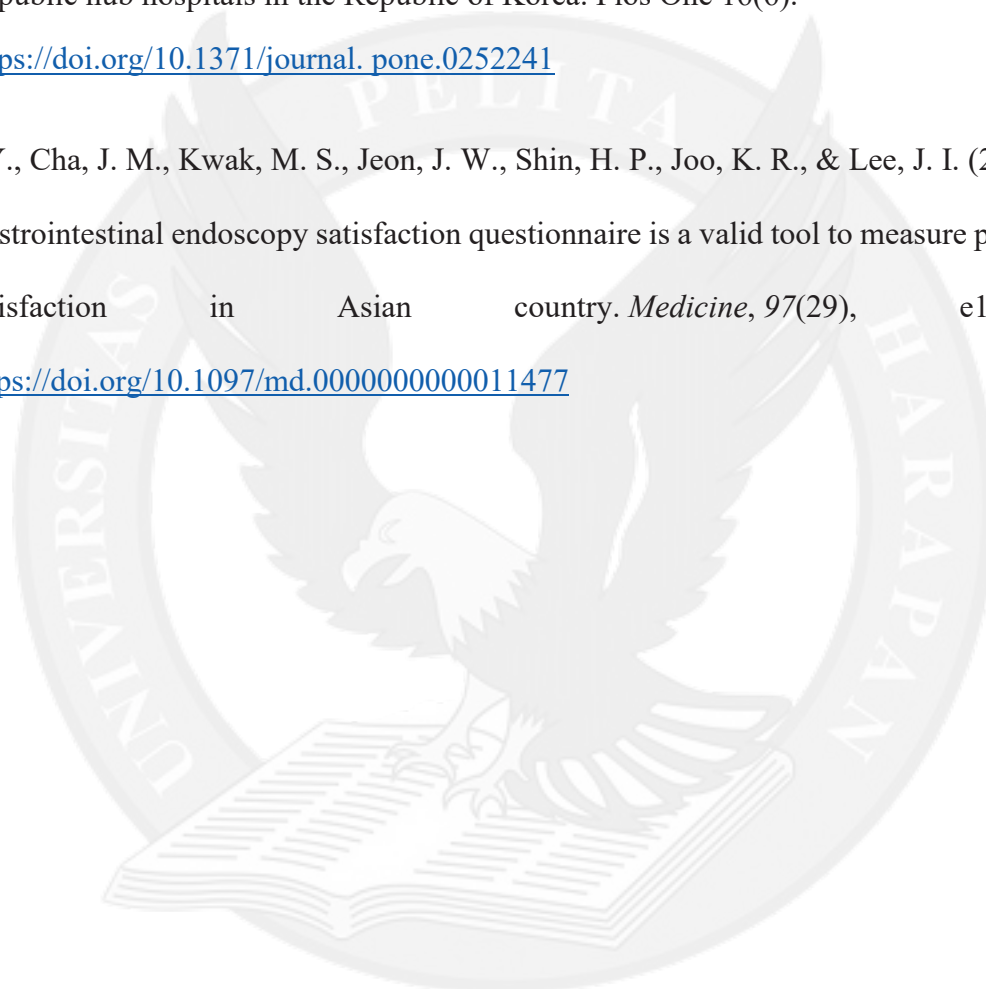 public hub hospitals in the Republic of Korea. Plos One 16(6).
ps://doi.org/10.1371/journal. pone.0252241
Y., Cha, J. M., Kwak, M. S., Jeon, J. W., Shin, H. P., Joo, K. R., & Lee, J. I. (2
strointestinal endoscopy satisfaction questionnaire is a valid tool to measure p
isfaction in Asian country. Medicine, 97(29), e1
ps://doi.org/10.1097/md.0000000000011477
UNIVERSITAS PELITA HARAPAN